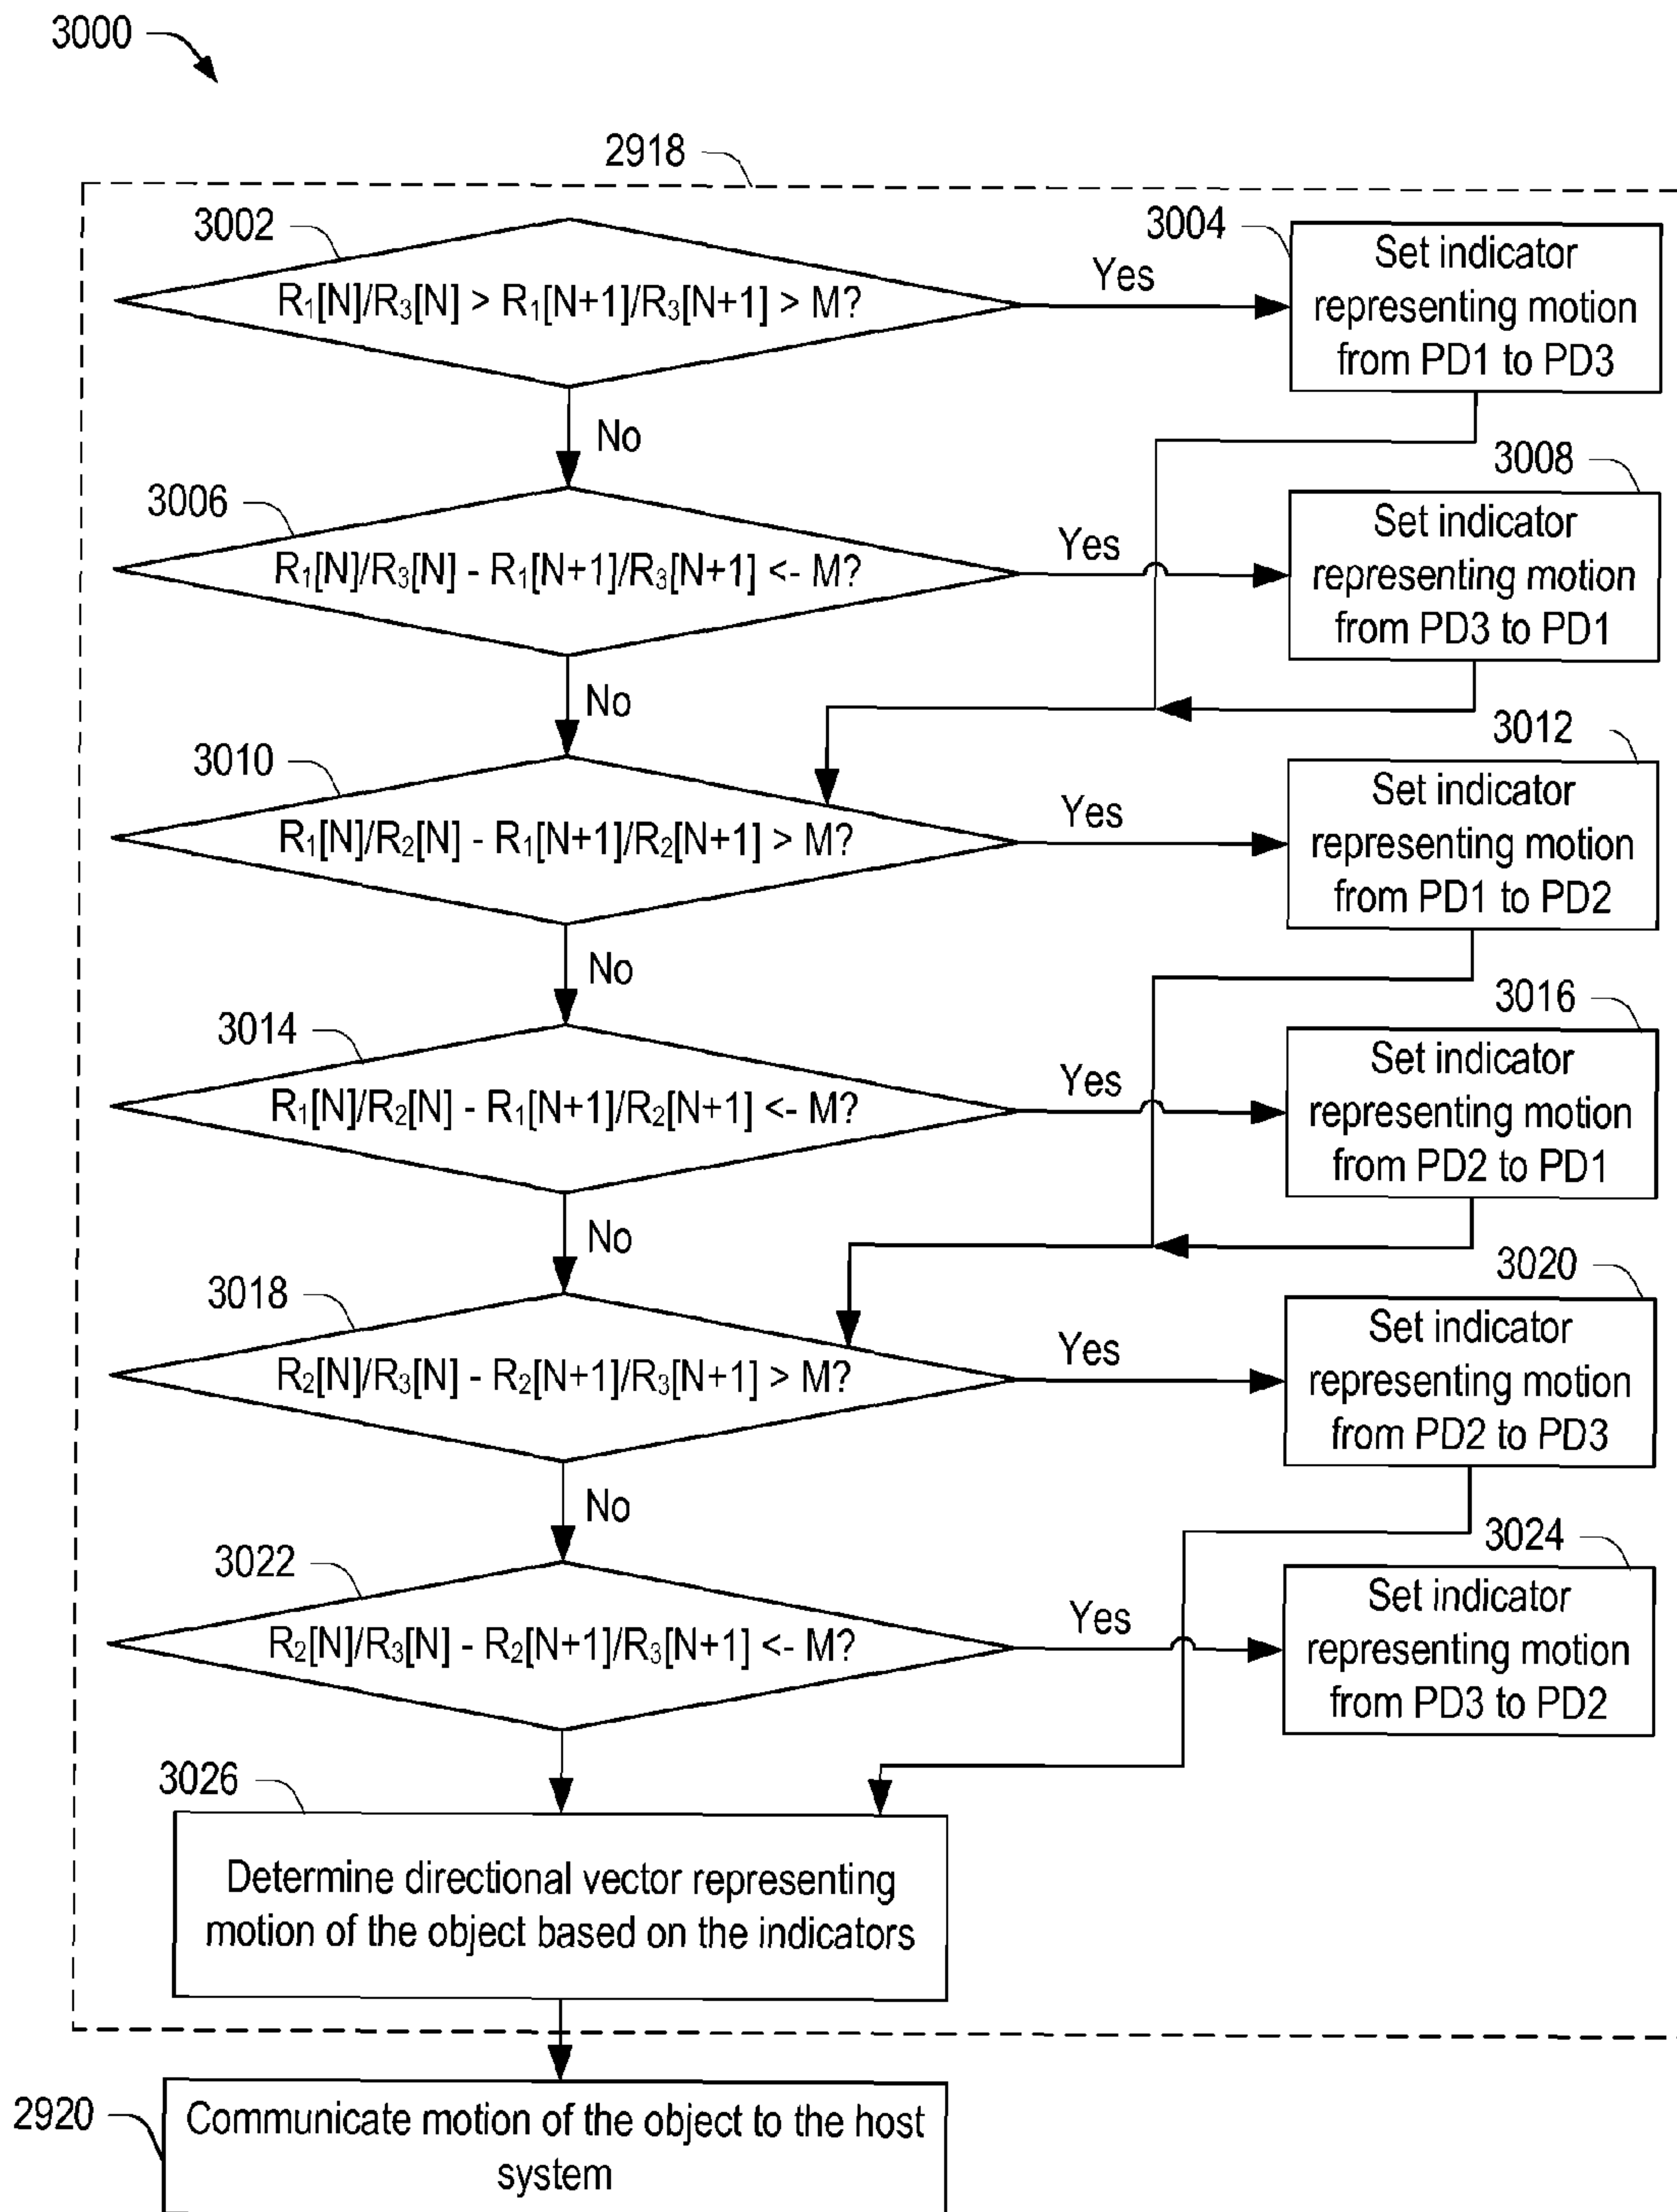 3000
2918
3002
R₁[N]/R₃[N] > R₁[N+1]/R₃[N+1] > M?
Yes
3004
Set indicator
representing motion
from PD1 to PD3
No
3006
R₁[N]/R₃[N] - R₁[N+1]/R₃[N+1] <- M?
Yes
3008
Set indicator
representing motion
from PD3 to PD1
No
3010
R₁[N]/R₂[N] - R₁[N+1]/R₂[N+1] > M?
Yes
3012
Set indicator
representing motion
from PD1 to PD2
No
3014
R₁[N]/R₂[N] - R₁[N+1]/R₂[N+1] <- M?
Yes
3016
Set indicator
representing motion
from PD2 to PD1
No
3018
R₂[N]/R₃[N] - R₂[N+1]/R₃[N+1] > M?
Yes
3020
Set indicator
representing motion
from PD2 to PD3
No
3022
R₂[N]/R₃[N] - R₂[N+1]/R₃[N+1] <- M?
Yes
3024
Set indicator
representing motion
from PD3 to PD2
3026
Determine directional vector representing
motion of the object based on the indicators
2920
Communicate motion of the object to the host
system